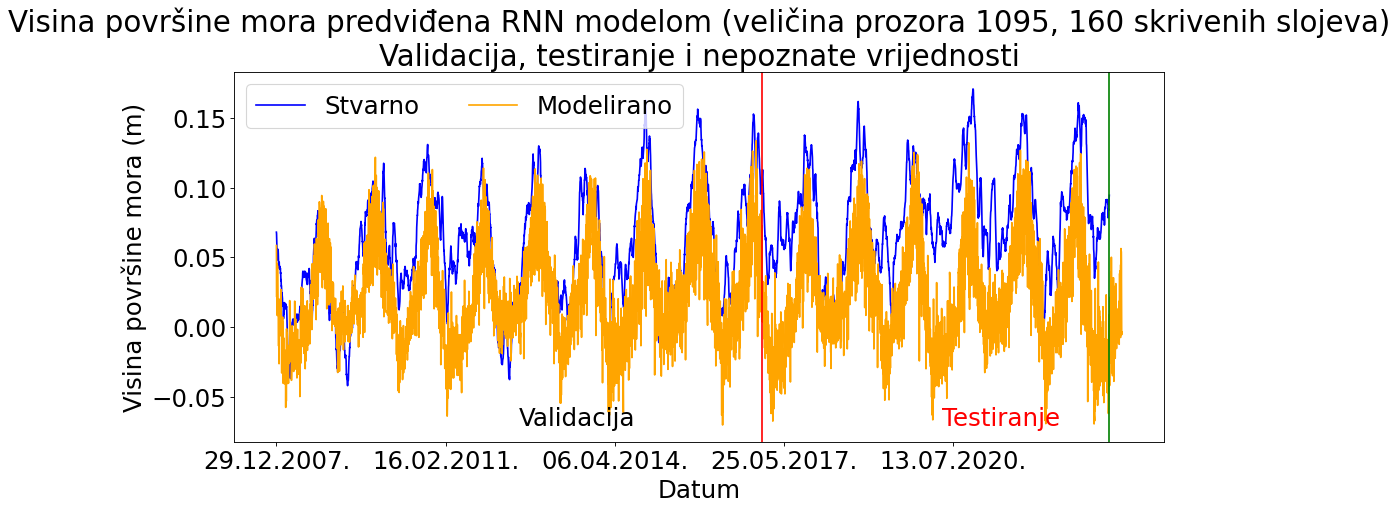 Visina površine mora predviđena RNN modelom (veličina prozora 1095, 160 skrivenih slojeva)
Validacija, testiranje i nepoznate vrijednosti
Stvarno
Modelirano
Visina površine mora (m)
0.15
0.10
0.05
0.00
−0.05
Validacija
Testiranje
29.12.2007.
16.02.2011.
06.04.2014.
25.05.2017.
13.07.2020.
Datum